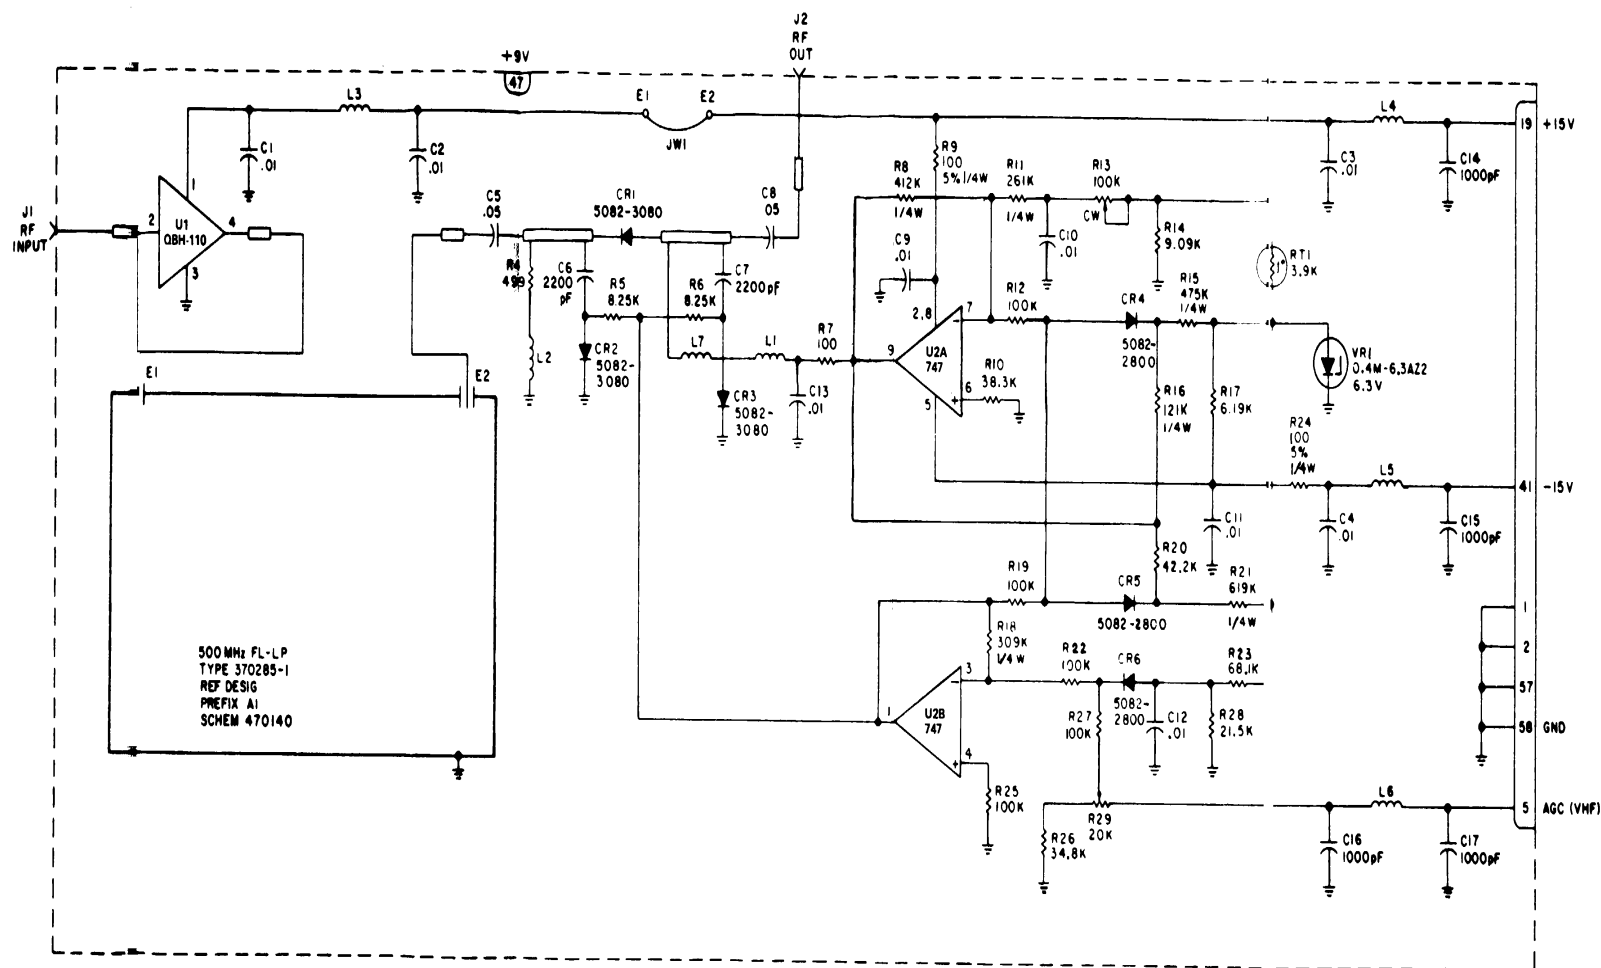 J2
RF
OUT
+9V
47
L3
E1
E2
JW1
L4
19
+15V
C1
.01
C2
.01
R9
100
5% 1/4W
R8
412K
1/4W
R11
261K
1/4W
R13
100K
CW
C3
.01
C14
1000pF
J1
RF
INPUT
1
2
U1
QBH-110
4
3
C5
.05
CR1
5082-3080
C8
.05
C9
.01
C10
.01
R14
9.09K
RT1
3.9K
R4
499
C6
2200
pF
R5
8.25K
R6
8.25K
C7
2200pF
R12
100K
CR4
5082-
2800
R15
475K
1/4W
2,8
7
U2A
747
9
6
5
R10
38.3K
R7
100
L1
L7
L2
CR2
5082-
3080
CR3
5082-
3080
C13
.01
VR1
0.4M-6.3AZ2
6.3V
R16
121K
1/4W
R17
6.19K
R24
100
5%
1/4W
L5
41
-15V
E1
E2
C11
.01
C4
.01
C15
1000pF
R20
42.2K
R19
100K
CR5
5082-2800
R21
619K
1/4W
1
2
57
58
GND
R18
309K
1/4W
R22
100K
CR6
5082-
2800
R23
68.1K
3
U2B
747
1
4
R27
100K
C12
.01
R28
21.5K
500 MHz FL-LP
TYPE 370285-1
REF DESIG
PREFIX A1
SCHEM 470140
R25
100K
R26
34.8K
R29
20K
L6
5
AGC (VHF)
C16
1000pF
C17
1000pF